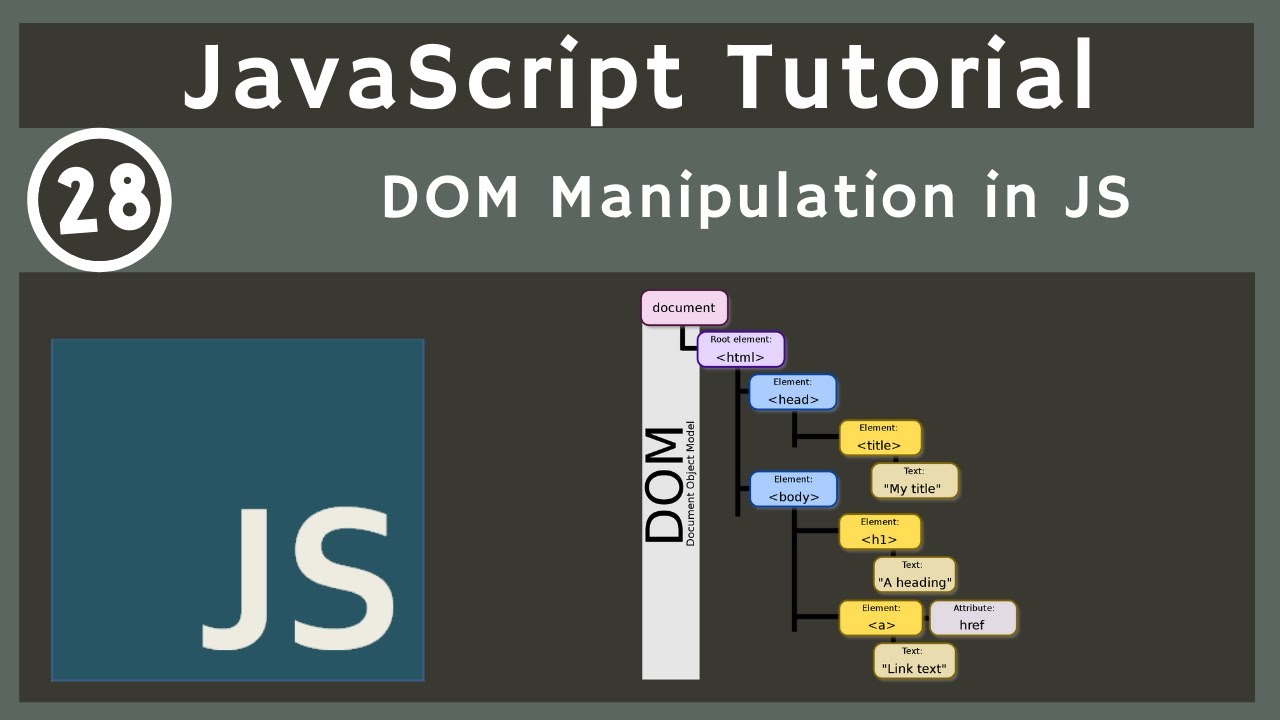 JavaScript Tutorial
28
DOM Manipulation in JS
JS
DOM
Document Object Model
document
Root element:
<html>
Element:
<head>
Element:
<title>
Text:
"My title"
Element:
<body>
Element:
<h1>
Text:
"A heading"
Element:
<a>
Attribute:
href
Text:
"Link text"